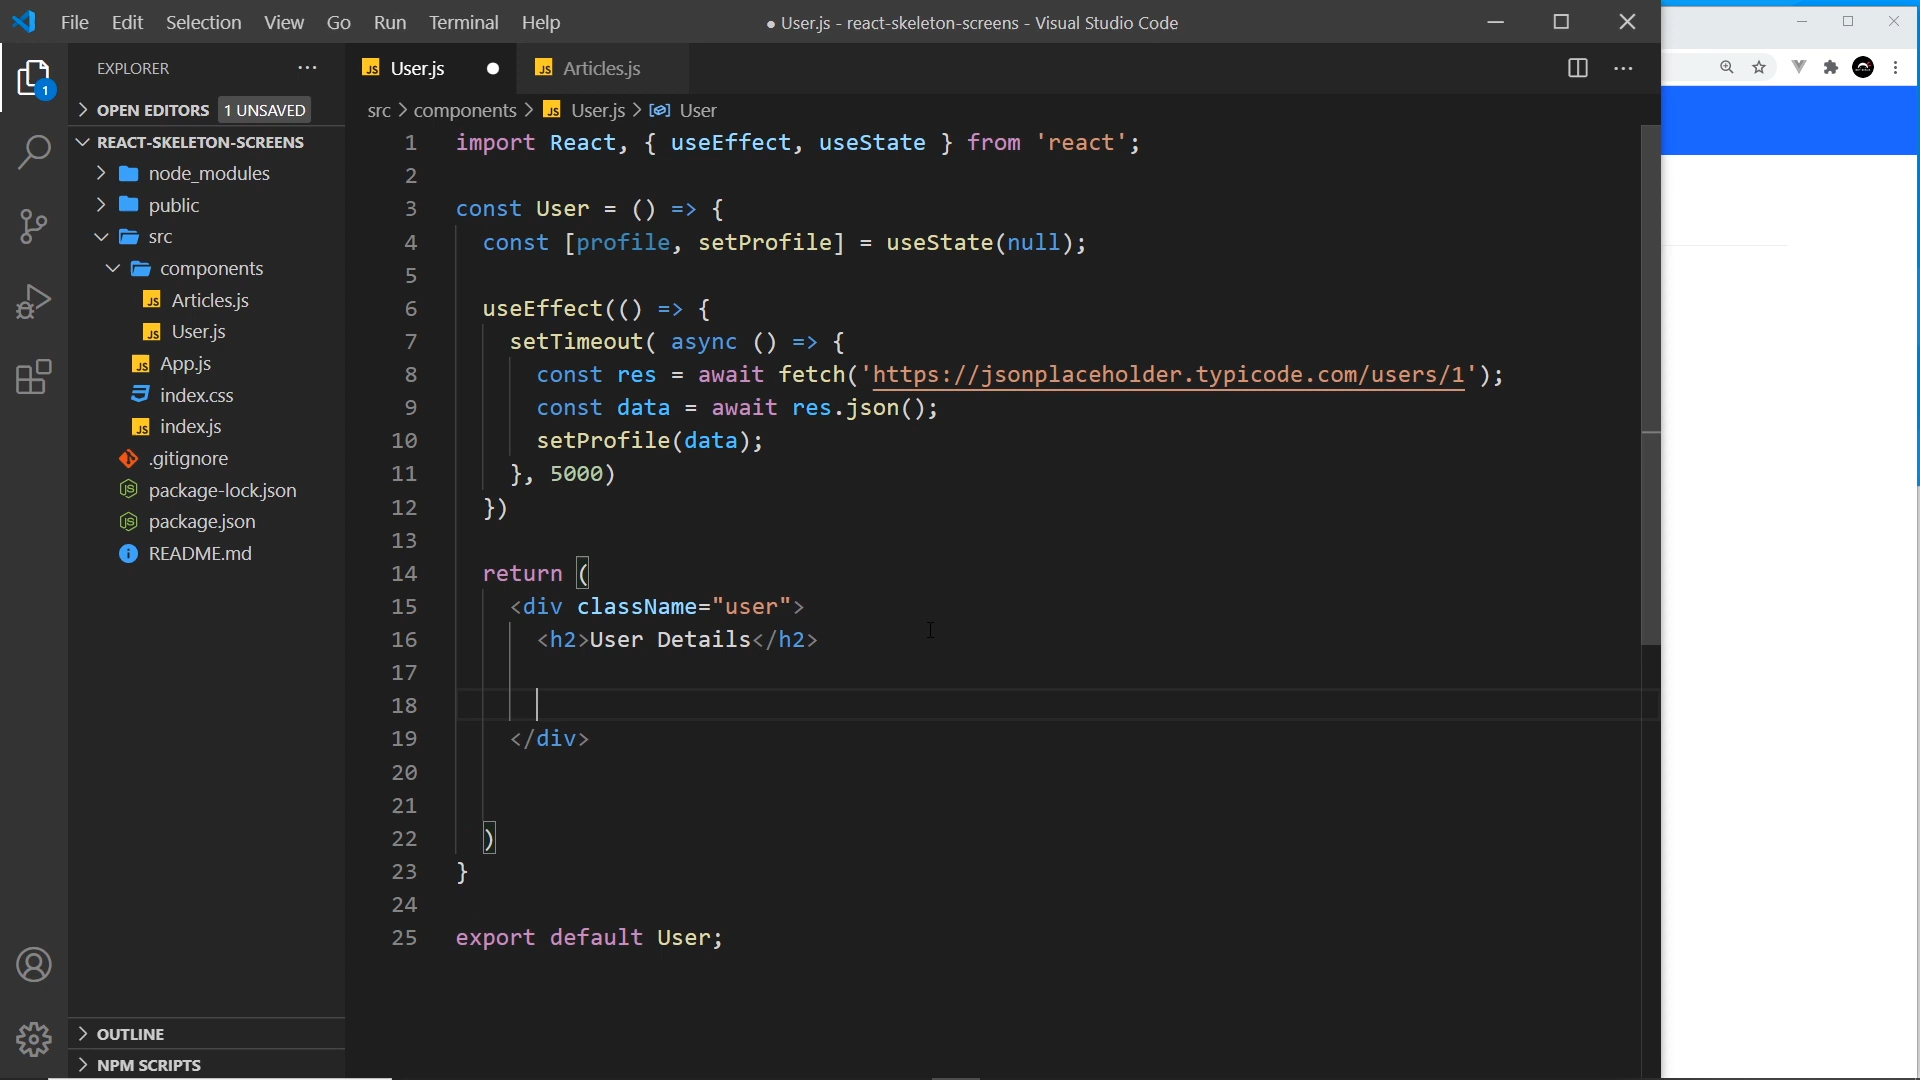 File Edit Selection View Go Run Terminal Help
● User.js - react-skeleton-screens - Visual Studio Code
EXPLORER
OPEN EDITORS 1 UNSAVED
REACT-SKELETON-SCREENS
node_modules
public
src
components
Articles.js
User.js
App.js
index.css
index.js
.gitignore
package-lock.json
package.json
README.md
OUTLINE
NPM SCRIPTS
1
JS User.js ● JS Articles.js
src > components > JS User.js > User
1 import React, { useEffect, useState } from 'react';
2
3 const User = () => {
4 const [profile, setProfile] = useState(null);
5
6 useEffect(() => {
7 setTimeout( async () => {
8 const res = await fetch('https://jsonplaceholder.typicode.com/users/1');
9 const data = await res.json();
10 setProfile(data);
11 }, 5000)
12 })
13
14 return (
15 <div className="user">
16 <h2>User Details</h2>
17
18
19 </div>
20
21
22 )
23 }
24
25 export default User;